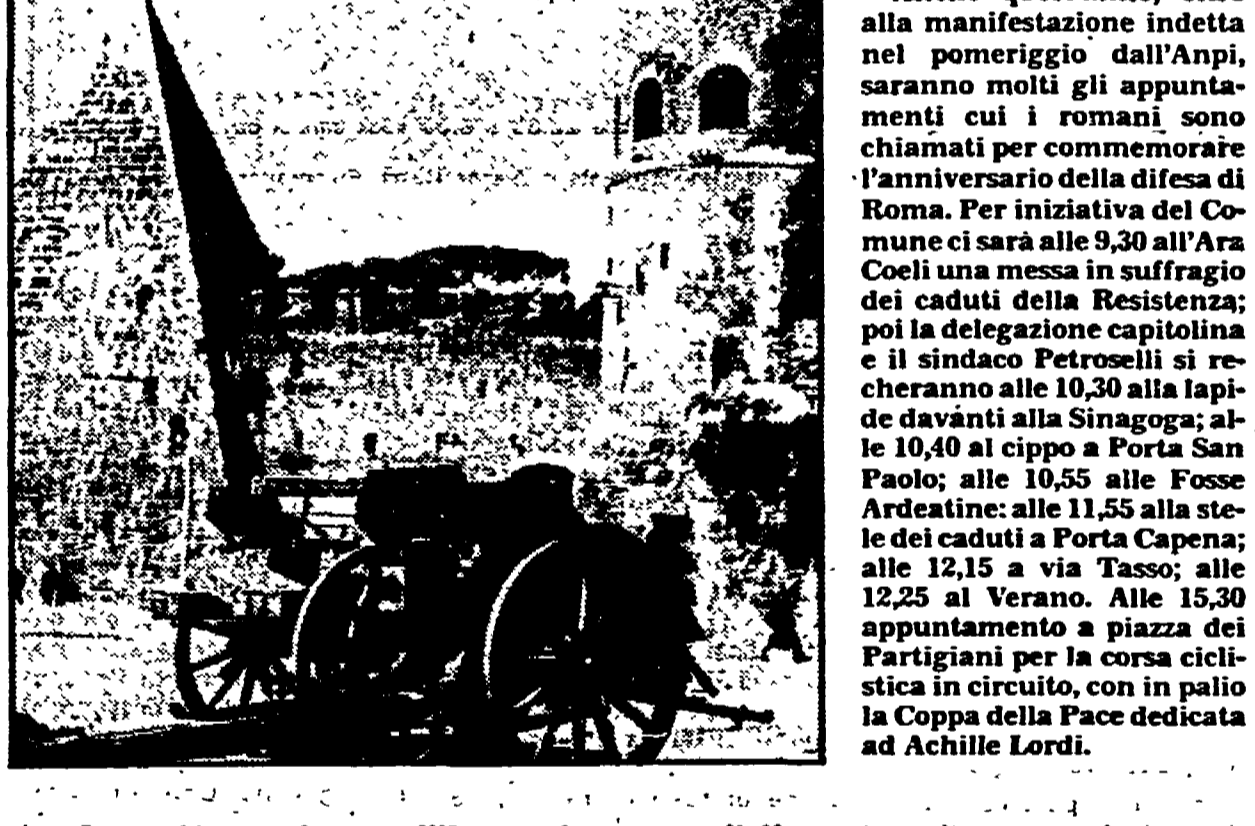 alla manifestazione indetta
nel pomeriggio dall'Anpi,
saranno molti gli appunta-
menti cui i romani sono
chiamati per commemorare
l'anniversario della difesa di
Roma. Per iniziativa del Co-
mune ci sarà alle 9,30 all'Ara
Coeli una messa in suffragio
dei caduti della Resistenza;
poi la delegazione capitolina
e il sindaco Petroselli si re-
cheranno alle 10,30 alla lapi-
de davanti alla Sinagoga; al-
le 10,40 al cippo a Porta San
Paolo; alle 10,55 alle Fosse
Ardeatine: alle 11,55 alla ste-
le dei caduti a Porta Capena;
alle 12,15 a via Tasso; alle
12,25 al Verano. Alle 15,30
appuntamento a piazza dei
Partigiani per la corsa cicli-
stica in circuito, con in palio
la Coppa della Pace dedicata
ad Achille Lordi.